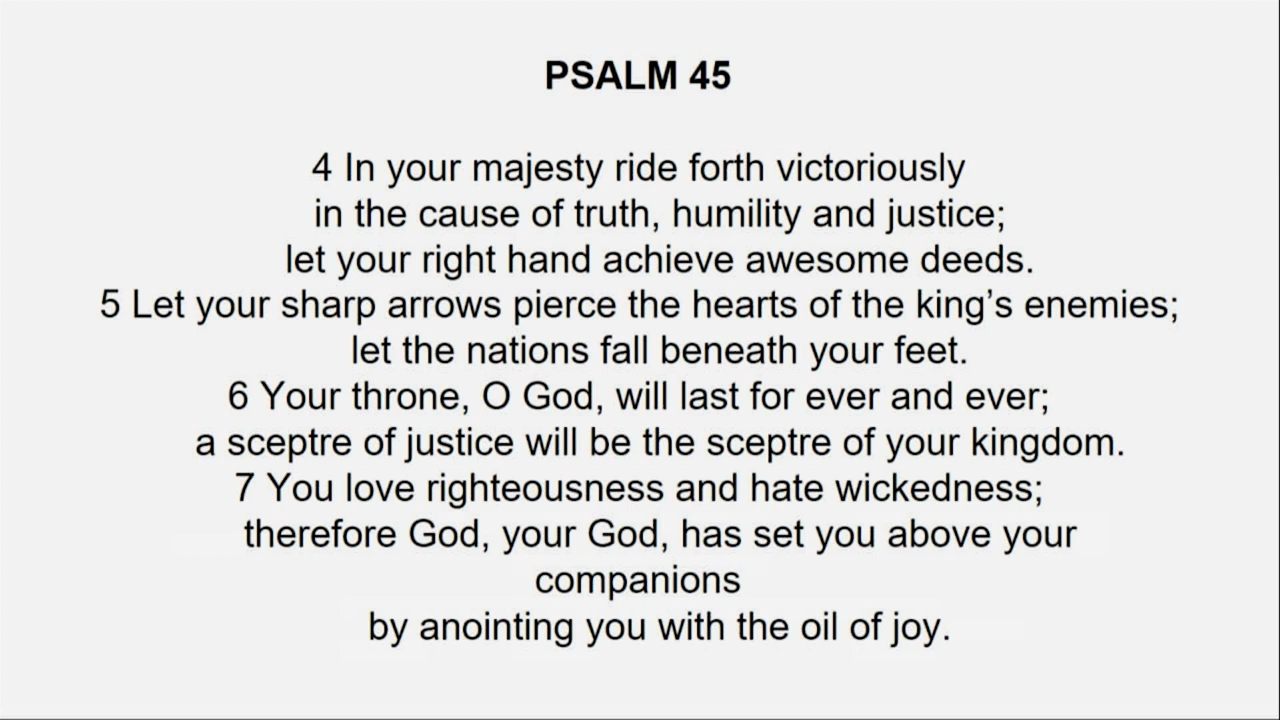 PSALM 45
4 In your majesty ride forth victoriously
in the cause of truth, humility and justice;
let your right hand achieve awesome deeds.
5 Let your sharp arrows pierce the hearts of the king’s enemies;
let the nations fall beneath your feet.
6 Your throne, O God, will last for ever and ever;
a sceptre of justice will be the sceptre of your kingdom.
7 You love righteousness and hate wickedness;
therefore God, your God, has set you above your
companions
by anointing you with the oil of joy.